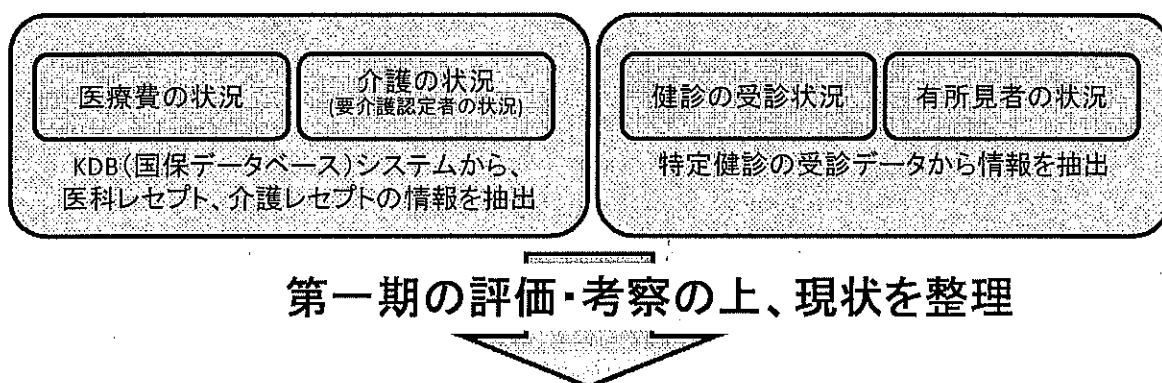 医療費の状況
介護の状況
(要介護認定者の状況)
KDB(国保データベース)システムから、
医科レセプト、介護レセプトの情報を抽出
健診の受診状況
有所見者の状況
特定健診の受診データから情報を抽出
第一期の評価・考察の上、現状を整理